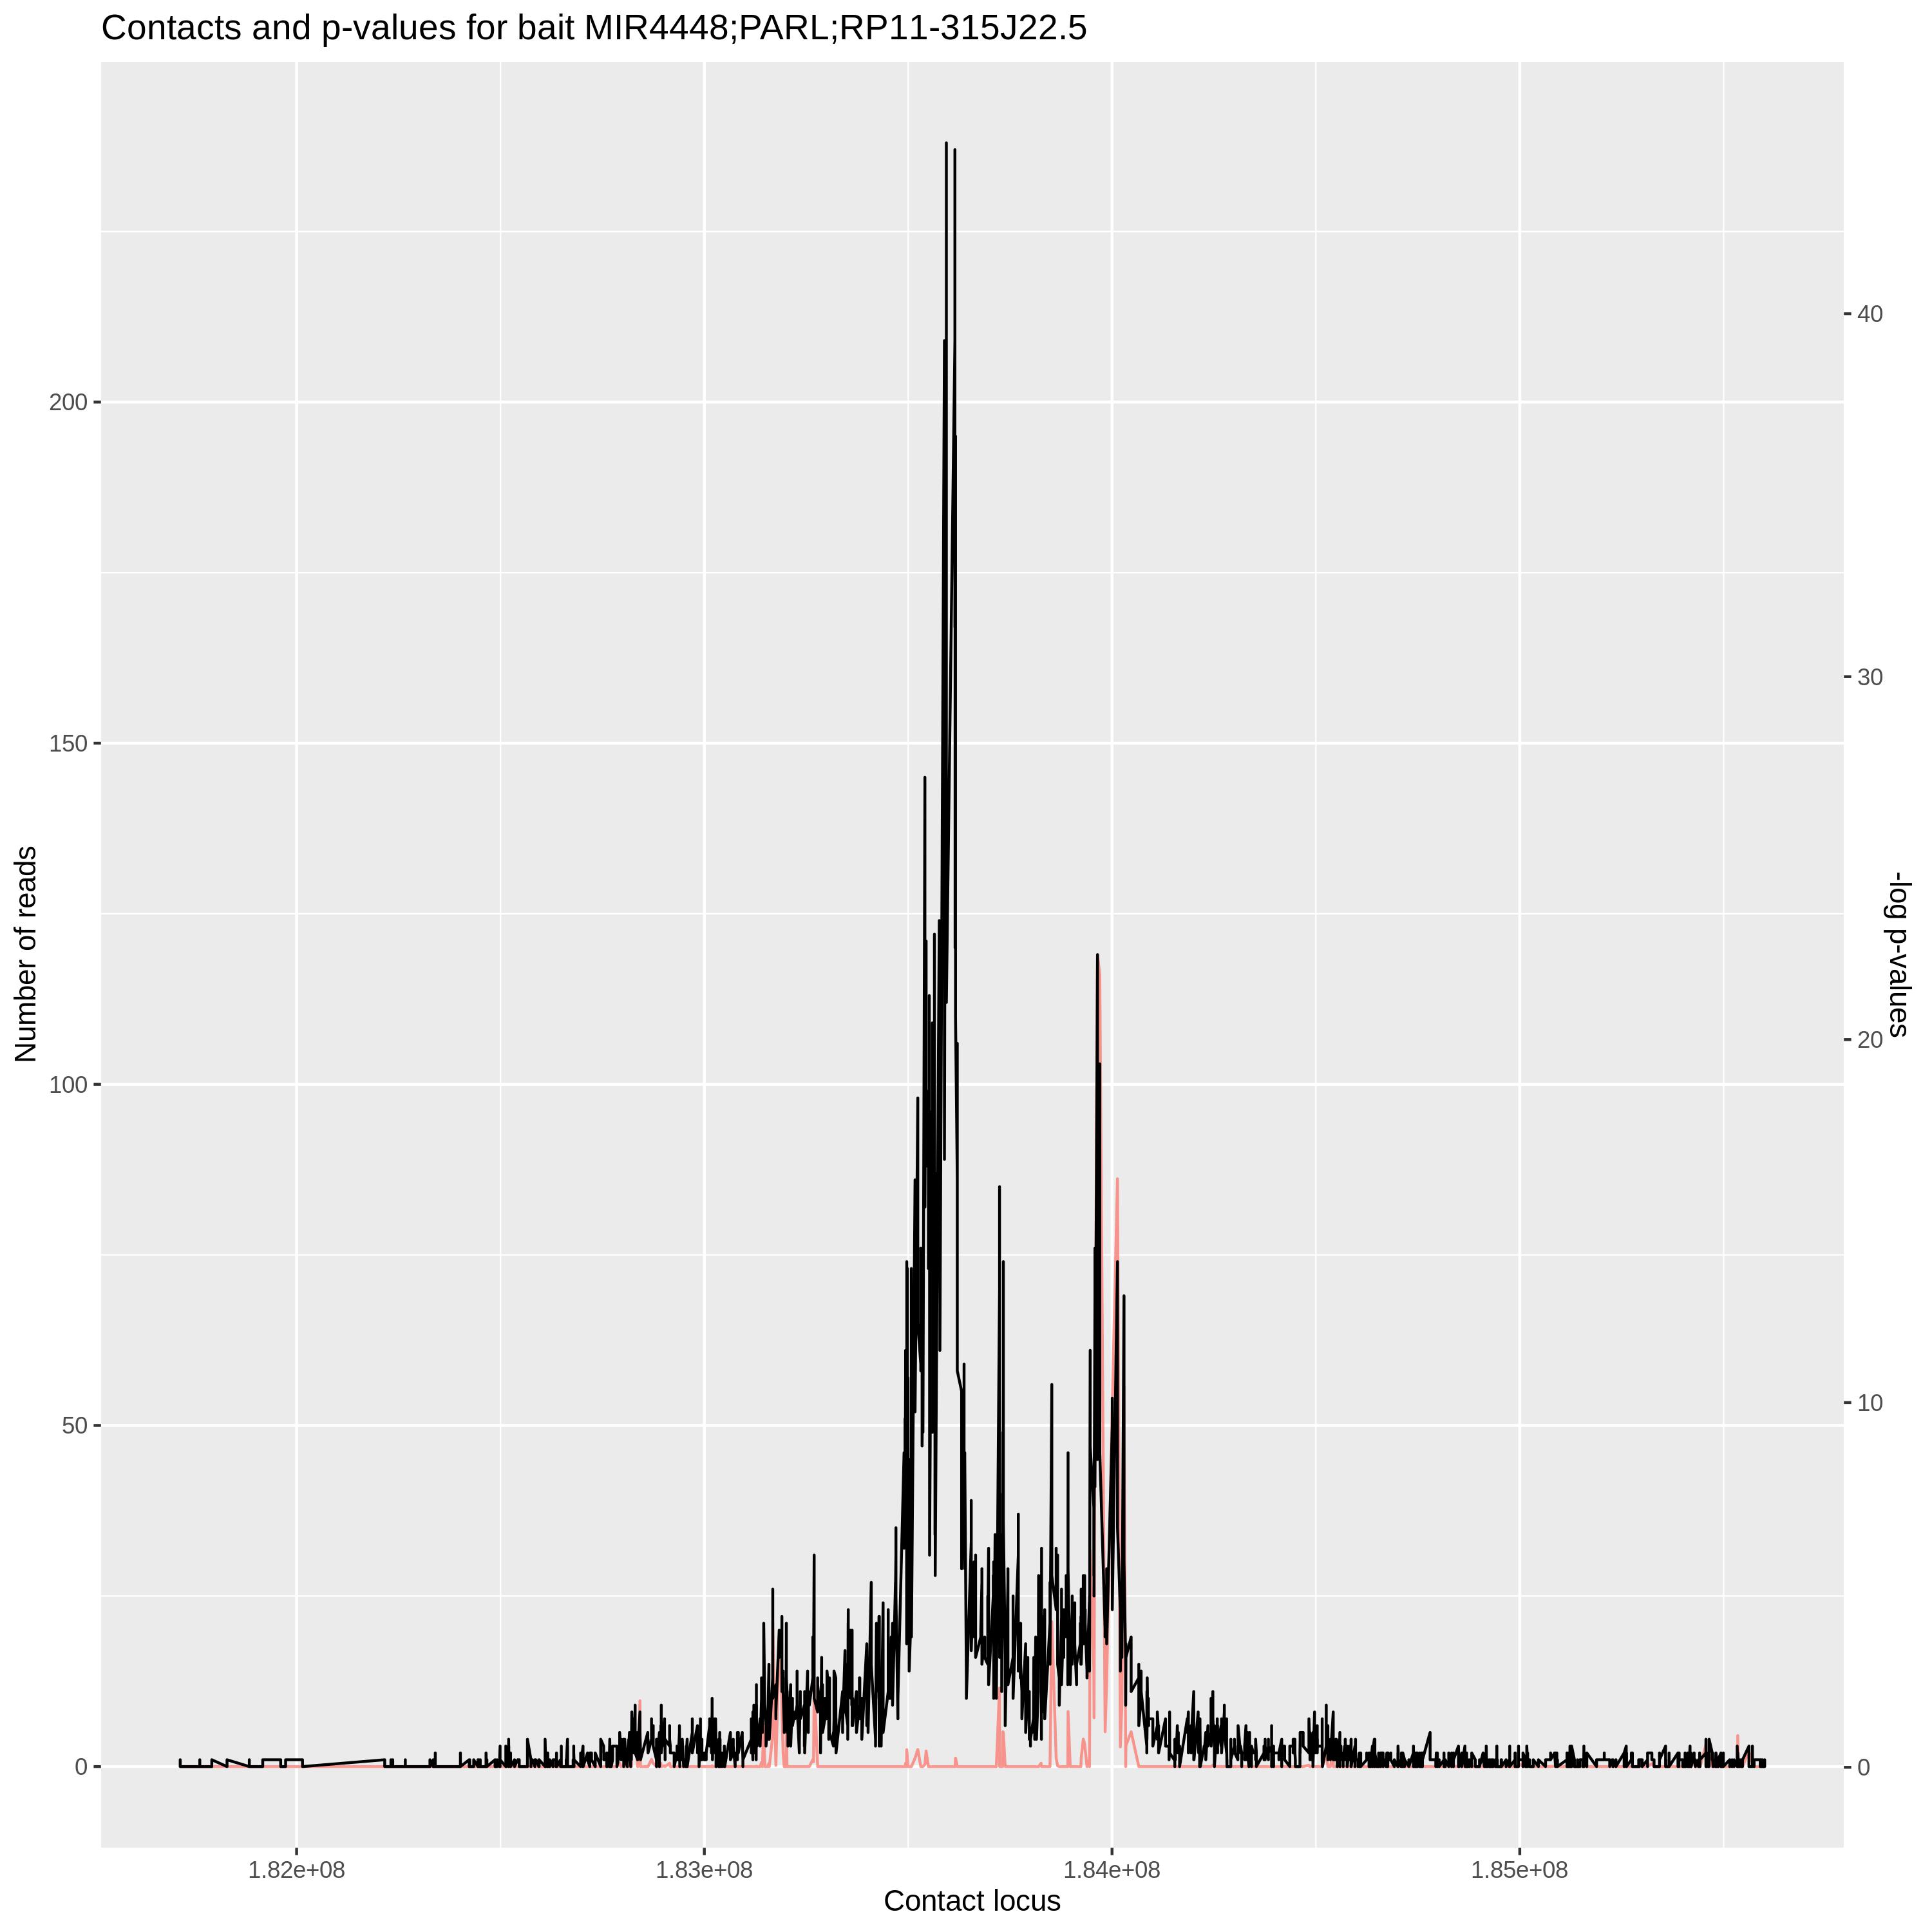 Contacts and p-values for bait MIR4448;PARL;RP11-315J22.5
Number of reads
200
150
100
50
0
40
30
20
10
0
-log p-values
1.82e+08
1.83e+08
1.84e+08
1.85e+08
Contact locus